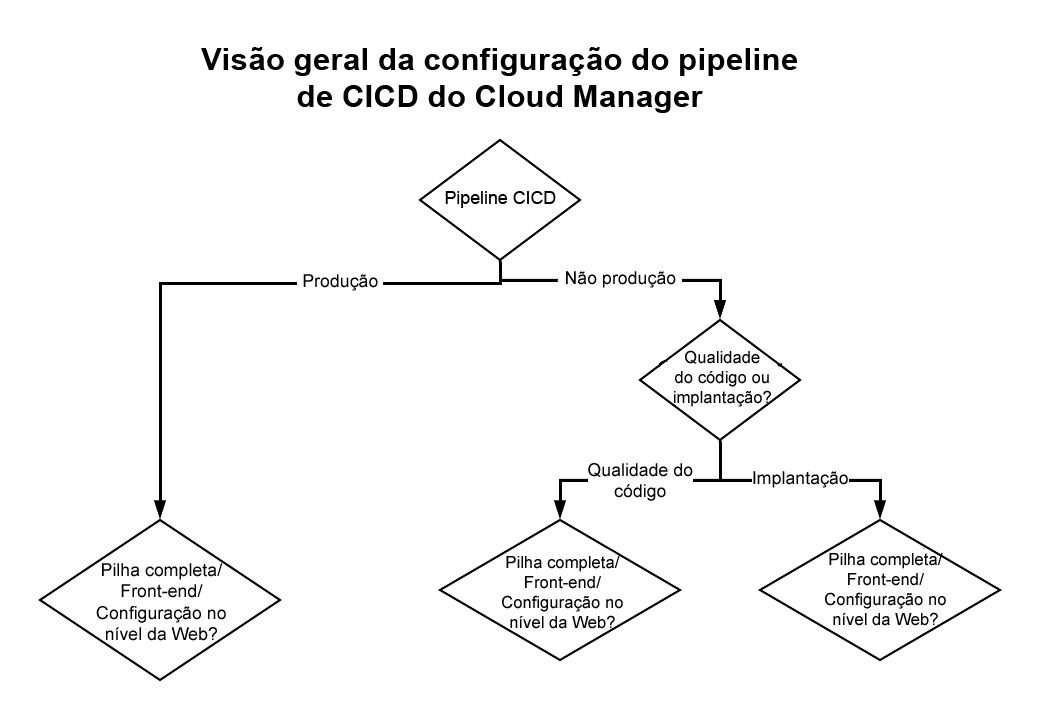 Visão geral da configuração do pipeline
de CICD do Cloud Manager
Pipeline CICD
Produção
Não produção
Qualidade
do código ou
implantação?
Qualidade do
código
Implantação
Pilha completa/
Front-end/
Configuração no
nível da Web?
Pilha completa/
Front-end/
Configuração no
nível da Web?
Pilha completa/
Front-end/
Configuração no
nível da Web?